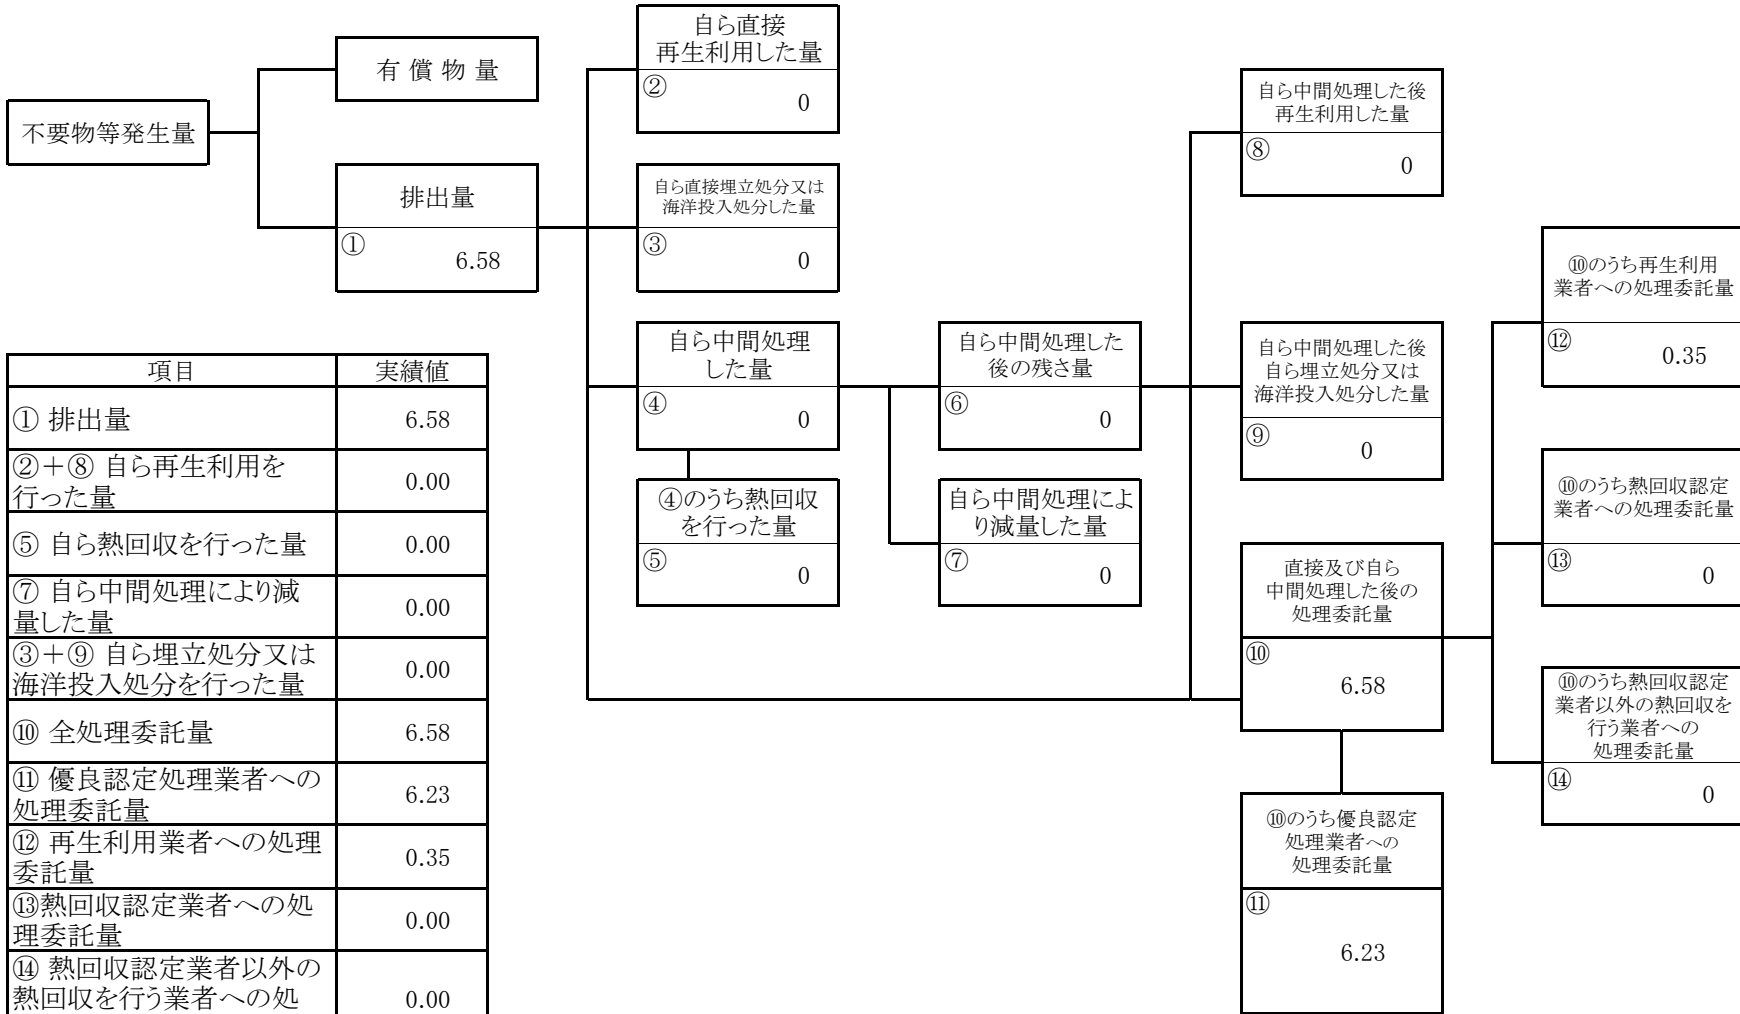 不要物等発生量
有 償 物 量
排出量
①
6.58
自ら直接
再生利用した量
②
0
自ら直接埋立処分又は
海洋投入処分した量
③
0
自ら中間処理
した量
④
0
④のうち熱回収
を行った量
⑤
0
自ら中間処理した
後の残さ量
⑥
0
自ら中間処理によ
り減量した量
⑦
0
自ら中間処理した後
再生利用した量
⑧
0
自ら中間処理した後
自ら埋立処分又は
海洋投入処分した量
⑨
0
直接及び自ら
中間処理した後の
処理委託量
⑩
6.58
⑩のうち優良認定
処理業者への
処理委託量
⑪
6.23
⑩のうち再生利用
業者への処理委託量
⑫
0.35
⑩のうち熱回収認定
業者への処理委託量
⑬
0
⑩のうち熱回収認定
業者以外の熱回収を
行う業者への
処理委託量
⑭
0
項目 実績値
① 排出量 6.58
②＋⑧ 自ら再生利用を
行った量 0.00
⑤ 自ら熱回収を行った量 0.00
⑦ 自ら中間処理により減
量した量 0.00
③＋⑨ 自ら埋立処分又は
海洋投入処分を行った量 0.00
⑩ 全処理委託量 6.58
⑪ 優良認定処理業者への
処理委託量 6.23
⑫ 再生利用業者への処理
委託量 0.35
⑬熱回収認定業者への処
理委託量 0.00
⑭ 熱回収認定業者以外の
熱回収を行う業者への処 0.00